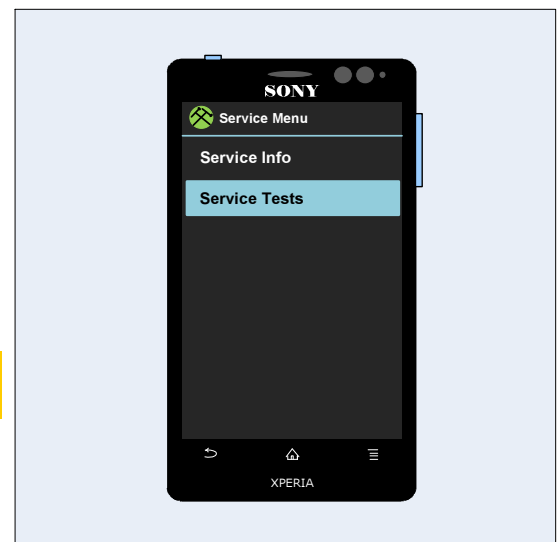 SONY
Service Menu
Service Info
Service Tests
XPERIA